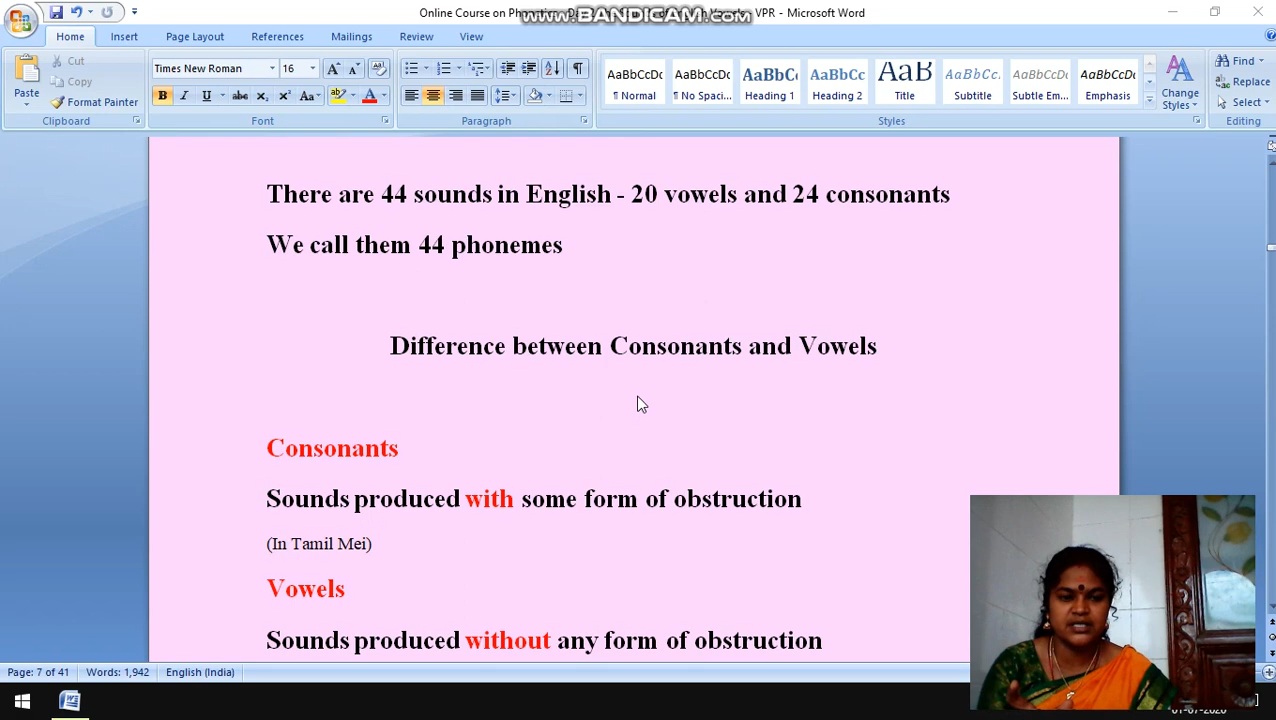 Online Course on Pho
www.BANDICAM.com
VPR - Microsoft Word
Home
Insert
Page Layout
References
Mailings
Review
View
Paste
Cut
Copy
Format Painter
Clipboard
Times New Roman
16
Font
Paragraph
AaBbCcDc
¶ Normal
AaBbCcDc
¶ No Spaci...
AaBbCc
Heading 1
AaBbCc
Heading 2
AaB
Title
AaBbCc.
Subtitle
AaBbCcDc
Subtle Em...
AaBbCcDc
Emphasis
Change
Styles
Styles
Find
Replace
Select
Editing
There are 44 sounds in English - 20 vowels and 24 consonants
We call them 44 phonemes
Difference between Consonants and Vowels
Consonants
Sounds produced with some form of obstruction
(In Tamil Mei)
Vowels
Sounds produced without any form of obstruction
Page: 7 of 41
Words: 1,942
English (India)
01-07-2020